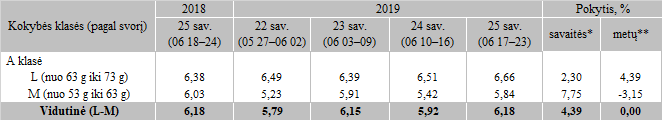 Kokybės klasės (pagal svorį) 2018 2019 Pokytis, %
25 sav. (06 18–24) 22 sav. (05 27–06 02) 23 sav. (06 03–09) 24 sav. (06 10–16) 25 sav. (06 17–23) savaitės* metų**
A klasė
L (nuo 63 g iki 73 g) 6,38 6,49 6,39 6,51 6,66 2,30 4,39
M (nuo 53 g iki 63 g) 6,03 5,23 5,91 5,42 5,84 7,75 -3,15
Vidutinė (L-M) 6,18 5,79 6,15 5,92 6,18 4,39 0,00